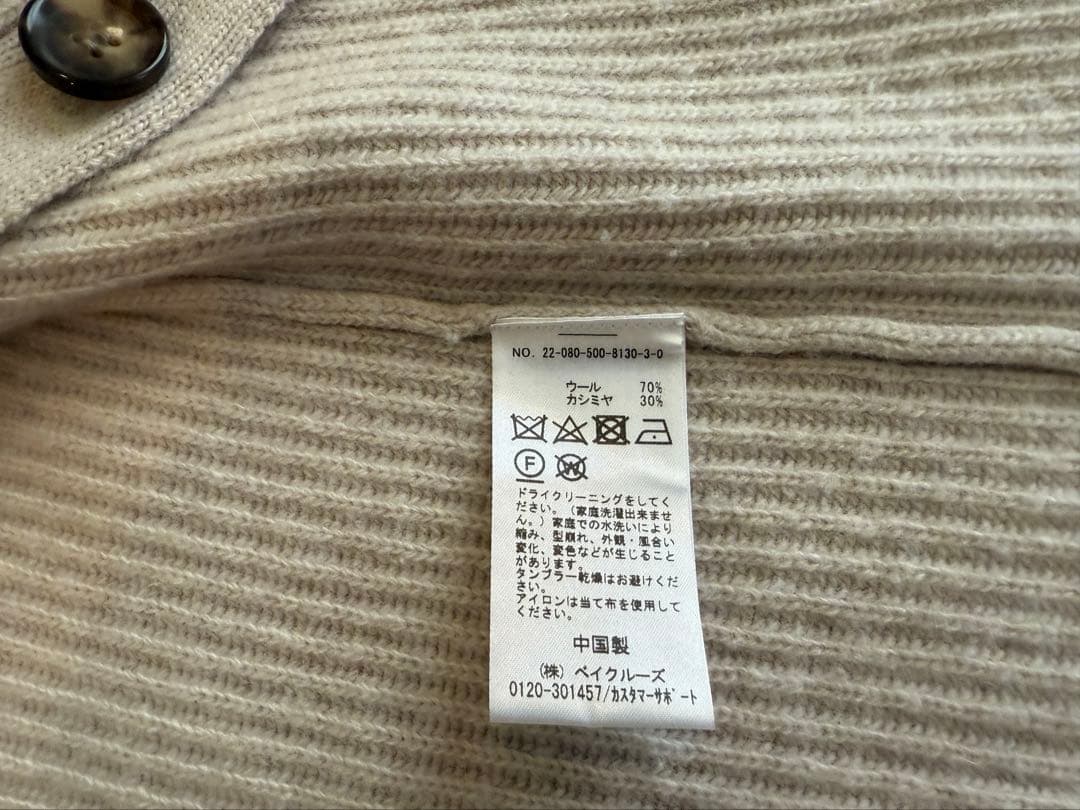 NO. 22-080-500-8130-3-0
ウール 70%
カシミヤ 30%
F
W
ドライクリーニングをしてく
ださい。(家庭洗濯出来ませ
ん。)家庭での水洗いにより
縮み、型崩れ、外観・風合い
変化、変色などが生じること
があります。
タンブラー乾燥はお避けくだ
さい。
アイロンは当て布を使用して
ください。
中国製
(株) ベイクルーズ
0120-301457/カスタマーサポート